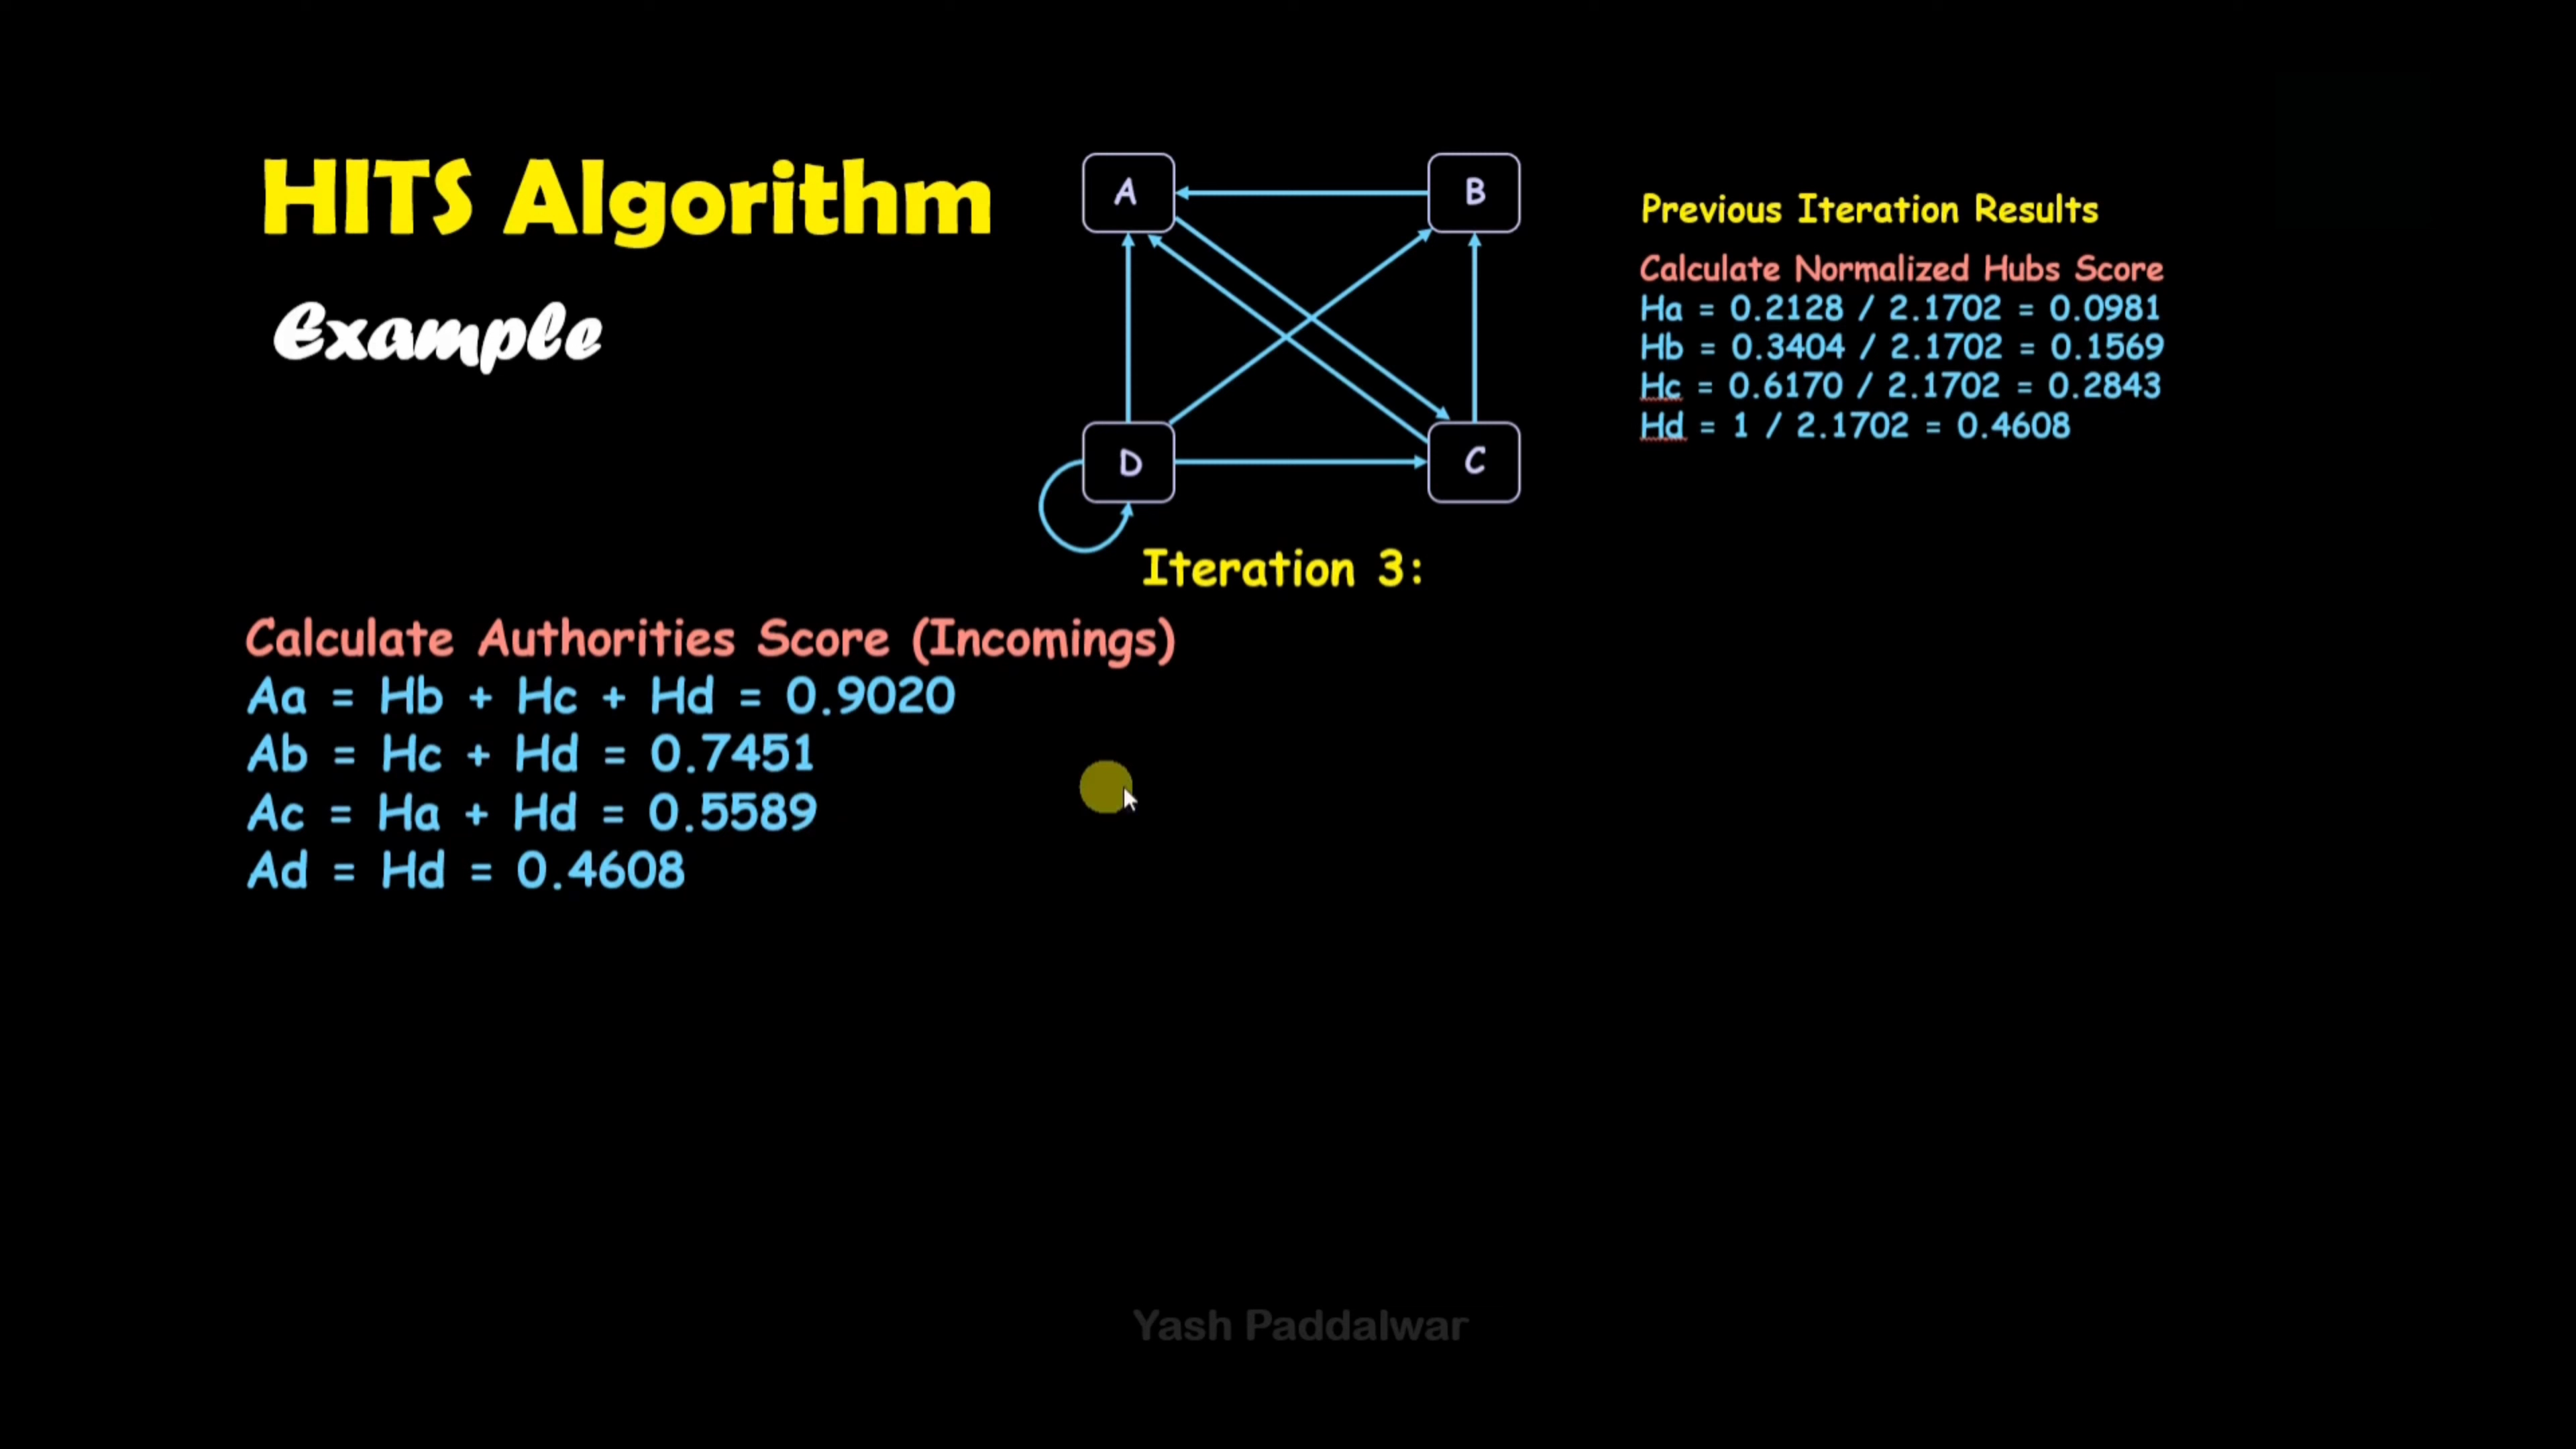 HITS Algorithm
Example
A
B
D
C
Previous Iteration Results
Calculate Normalized Hubs Score
Ha = 0.2128 / 2.1702 = 0.0981
Hb = 0.3404 / 2.1702 = 0.1569
Hc = 0.6170 / 2.1702 = 0.2843
Hd = 1 / 2.1702 = 0.4608
Iteration 3:
Calculate Authorities Score (Incomings)
Aa = Hb + Hc + Hd = 0.9020
Ab = Hc + Hd = 0.7451
Ac = Ha + Hd = 0.5589
Ad = Hd = 0.4608
Yash Paddalwar